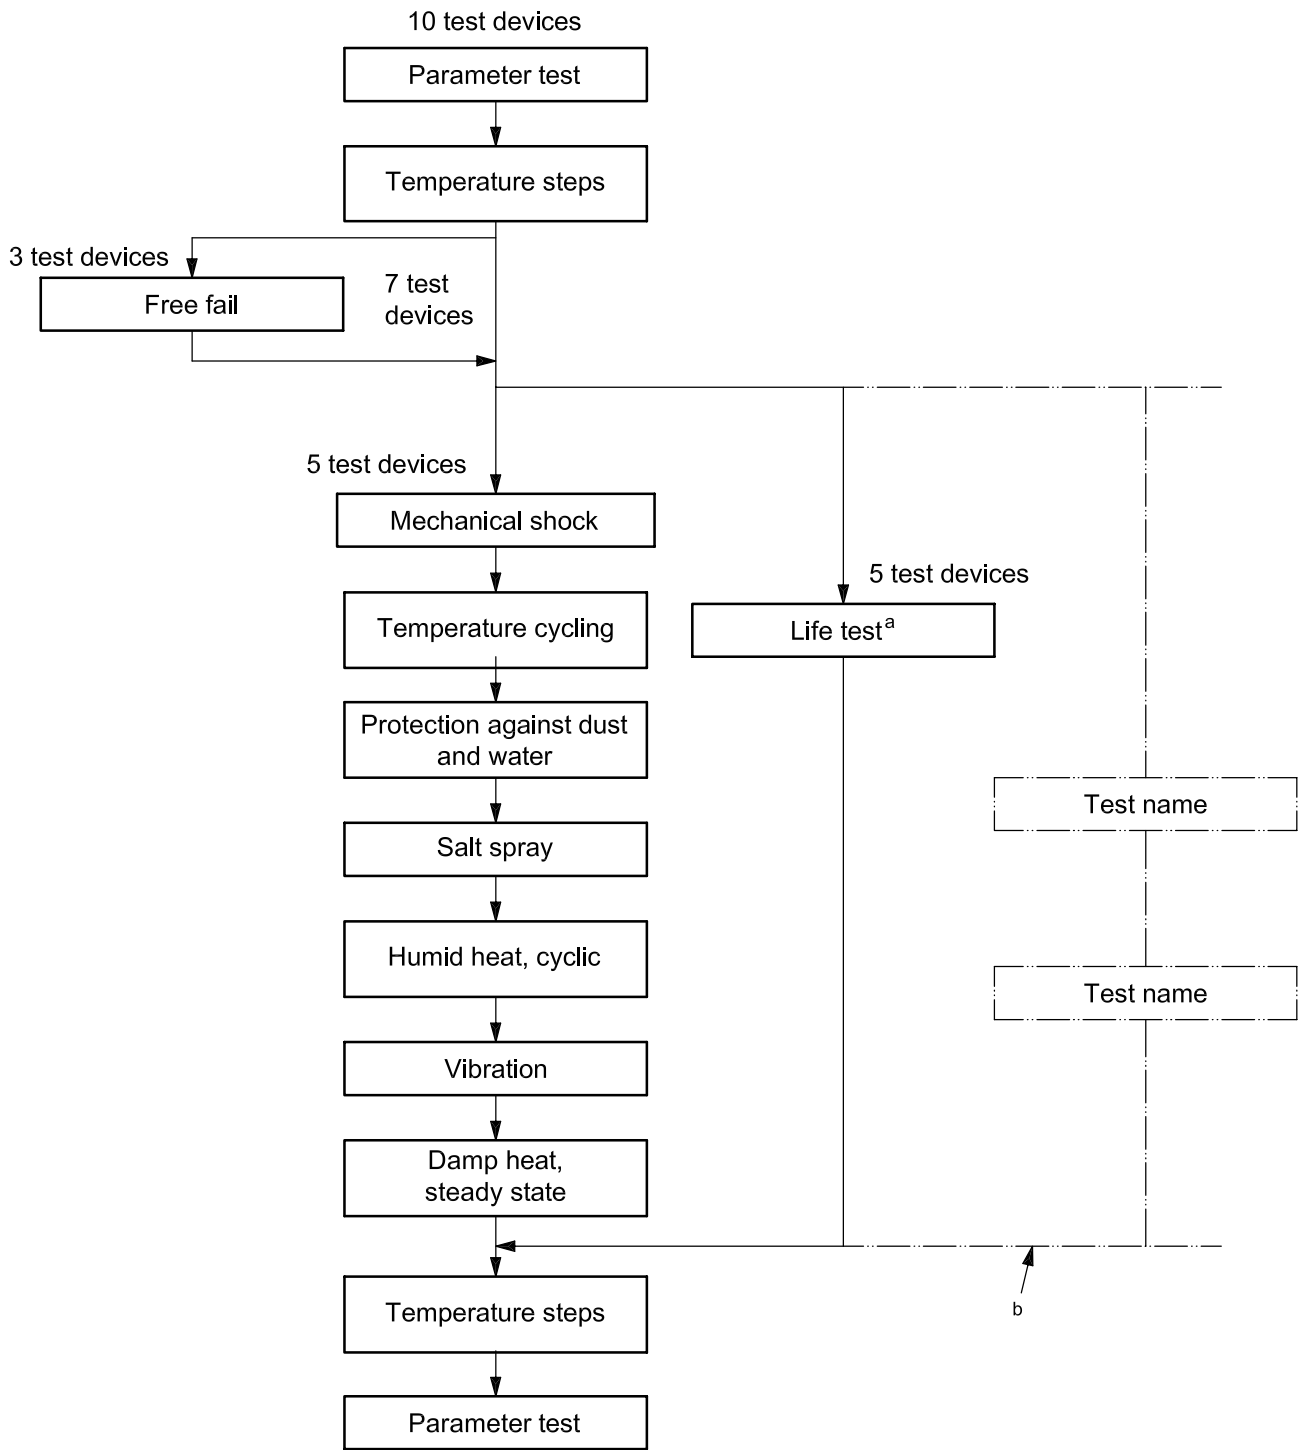 10 test devices
Parameter test
Temperature steps
3 test devices
Free fail
7 test
devices
5 test devices
Mechanical shock
Temperature cycling
5 test devices
Life test a
Protection against dust
and water
Test name
Salt spray
Humid heat, cyclic
Test name
Vibration
Damp heat,
steady state
b
Temperature steps
Parameter test